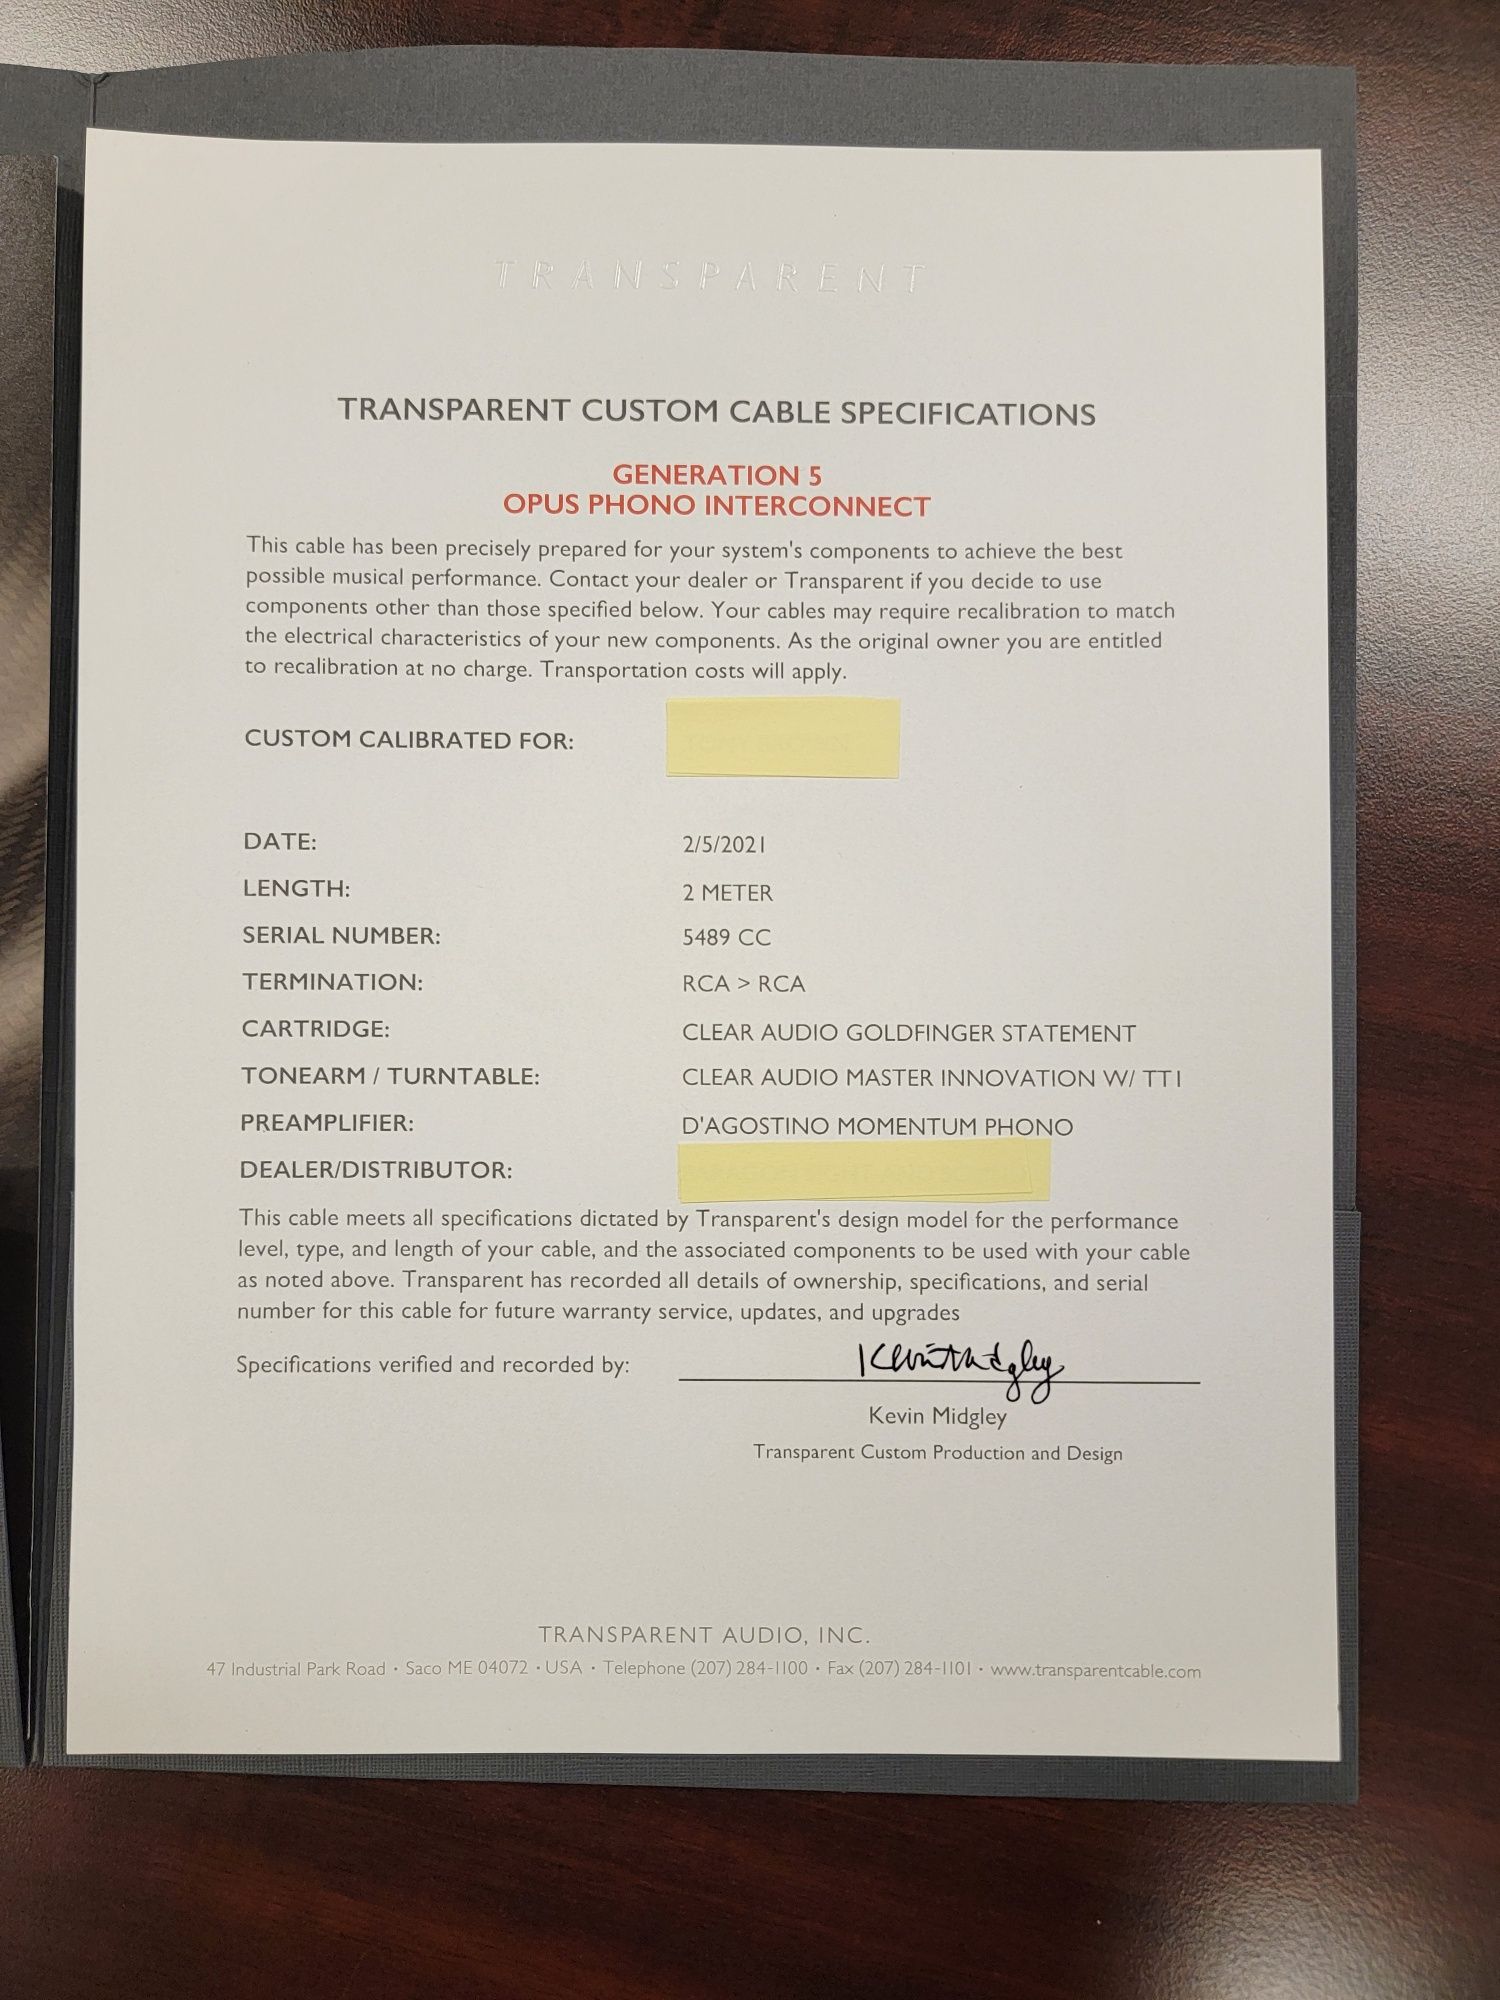 TRANSPARENT
TRANSPARENT CUSTOM CABLE SPECIFICATIONS
GENERATION 5
OPUS PHONO INTERCONNECT
This cable has been precisely prepared for your system's components to achieve the best
possible musical performance. Contact your dealer or Transparent if you decide to use
components other than those specified below. Your cables may require recalibration to match
the electrical characteristics of your new components. As the original owner you are entitled
to recalibration at no charge. Transportation costs will apply.
CUSTOM CALIBRATED FOR:
DATE: 2/5/2021
LENGTH: 2 METER
SERIAL NUMBER: 5489 CC
TERMINATION: RCA > RCA
CARTRIDGE: CLEAR AUDIO GOLDFINGER STATEMENT
TONEARM / TURNTABLE: CLEAR AUDIO MASTER INNOVATION W/ TT1
PREAMPLIFIER: D'AGOSTINO MOMENTUM PHONO
DEALER/DISTRIBUTOR:
This cable meets all specifications dictated by Transparent's design model for the performance
level, type, and length of your cable, and the associated components to be used with your cable
as noted above. Transparent has recorded all details of ownership, specifications, and serial
number for this cable for future warranty service, updates, and upgrades
Specifications verified and recorded by: Kevin Midgley
Kevin Midgley
Transparent Custom Production and Design
TRANSPARENT AUDIO, INC.
47 Industrial Park Road • Saco ME 04072 • USA • Telephone (207) 284-1100 • Fax (207) 284-1101 • www.transparentcable.com